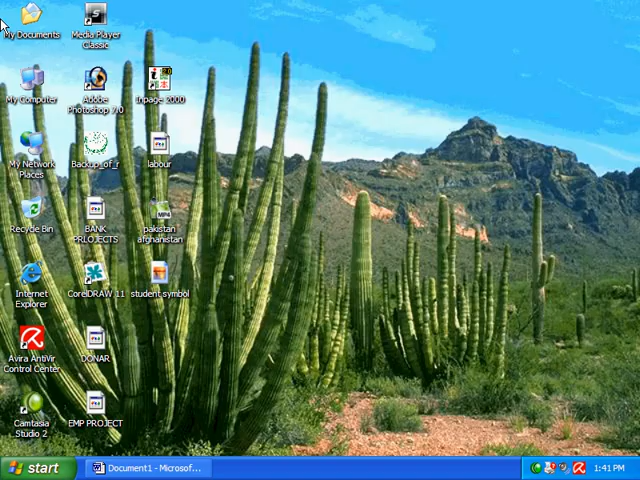 My Documents
Media Player
Classic
My Computer
Adobe
Photoshop 7.0
Inpage 2000
My Network
Places
Backup_of_r
labour
Recycle Bin
BANK
PRLOJECTS
pakistan
afghanistan
MP4
Internet
Explorer
CorelDRAW 11
student symbol
Avira AntiVir
Control Center
DONAR
Camtasia
Studio 2
EMP PROJECT
start
Document1 - Microsof...
1:41 PM